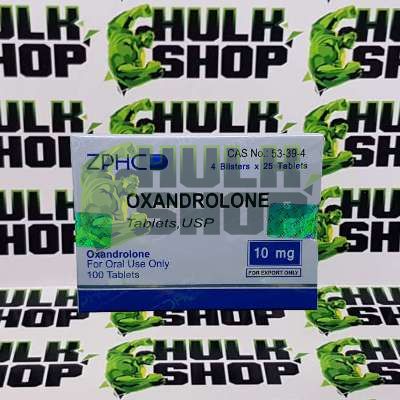 HULK
SHOP
HULK
SHOP
HULK
SHOP
ZPHC
CAS No.: 53-39-4
4 Blisters x 25 Tablets
OXANDROLONE
Tablets,USP
Oxandrolone
For Oral Use Only
100 Tablets
10 mg
FOR EXPORT ONLY
HULK
SHOP
HULK
SHOP